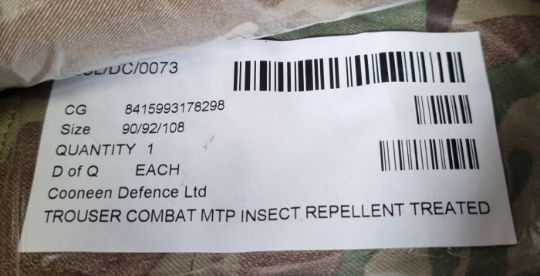 /DC/0073
CG 8415993178298
Size 90/92/108
QUANTITY 1
D of Q EACH
Cooneen Defence Ltd
TROUSER COMBAT MTP INSECT REPELLENT TREATED